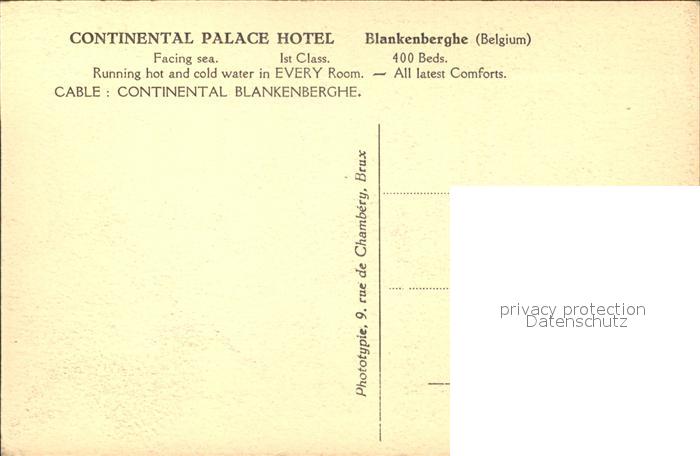 CONTINENTAL PALACE HOTEL Blankenberghe (Belgium)
Facing sea. 1st Class. 400 Beds.
Running hot and cold water in EVERY Room. — All latest Comforts.
CABLE : CONTINENTAL BLANKENBERGHE.
Phototypie, 9, rue de Chambéry, Brux
privacy protection
Datenschutz